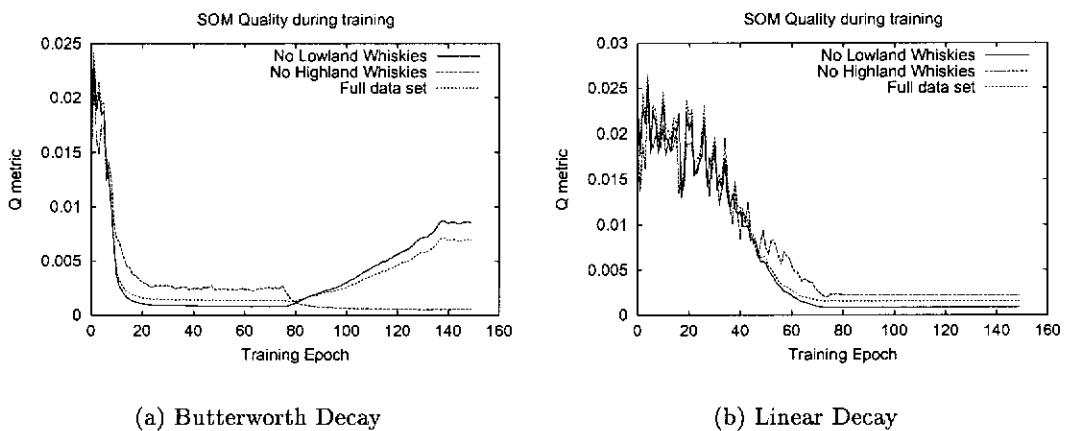 SOM Quality during training
0.025
0.02
0.015
0.01
0.005
0
Q metric
0 20 40 60 80 100 120 140 160
Training Epoch
No Lowland Whiskies
No Highland Whiskies
Full data set
(a) Butterworth Decay
SOM Quality during training
0.03
0.025
0.02
0.015
0.01
0.005
0
Q metric
0 20 40 60 80 100 120 140 160
Training Epoch
No Lowland Whiskies
No Highland Whiskies
Full data set
(b) Linear Decay